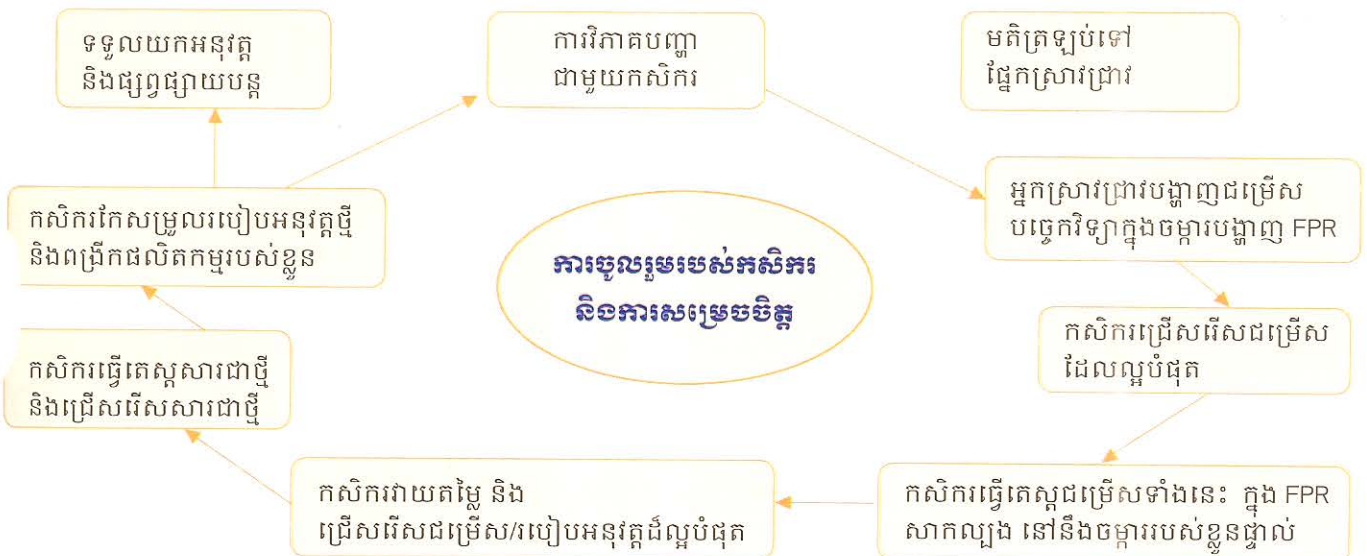 ទទួលយកអនុវត្ត
និងផ្សព្វផ្សាយបន្ត
ការវិភាគបញ្ហា
ជាមួយកសិករ
មតិត្រឡប់ទៅ
ផ្នែកស្រាវជ្រាវ
អ្នកស្រាវជ្រាវបង្ហាញជម្រើស
បច្ចេកវិទ្យាក្នុងចម្ការបង្ហាញ FPR
កសិករកែសម្រួលរបៀបអនុវត្តថ្មី
និងពង្រីកផលិតកម្មរបស់ខ្លួន
ការចូលរួមរបស់កសិករ
និងការសម្រេចចិត្ត
កសិករជ្រើសរើសជម្រើស
ដែលល្អបំផុត
កសិករធ្វើតេស្តសារជាថ្មី
និងជ្រើសរើសសារជាថ្មី
កសិករវាយតម្លៃ និង
ជ្រើសរើសជម្រើស/របៀបអនុវត្តដ៏ល្អបំផុត
កសិករធ្វើតេស្តជម្រើសទាំងនេះ ក្នុង FPR
សាកល្បង នៅនឹងចម្ការរបស់ខ្លួនផ្ទាល់